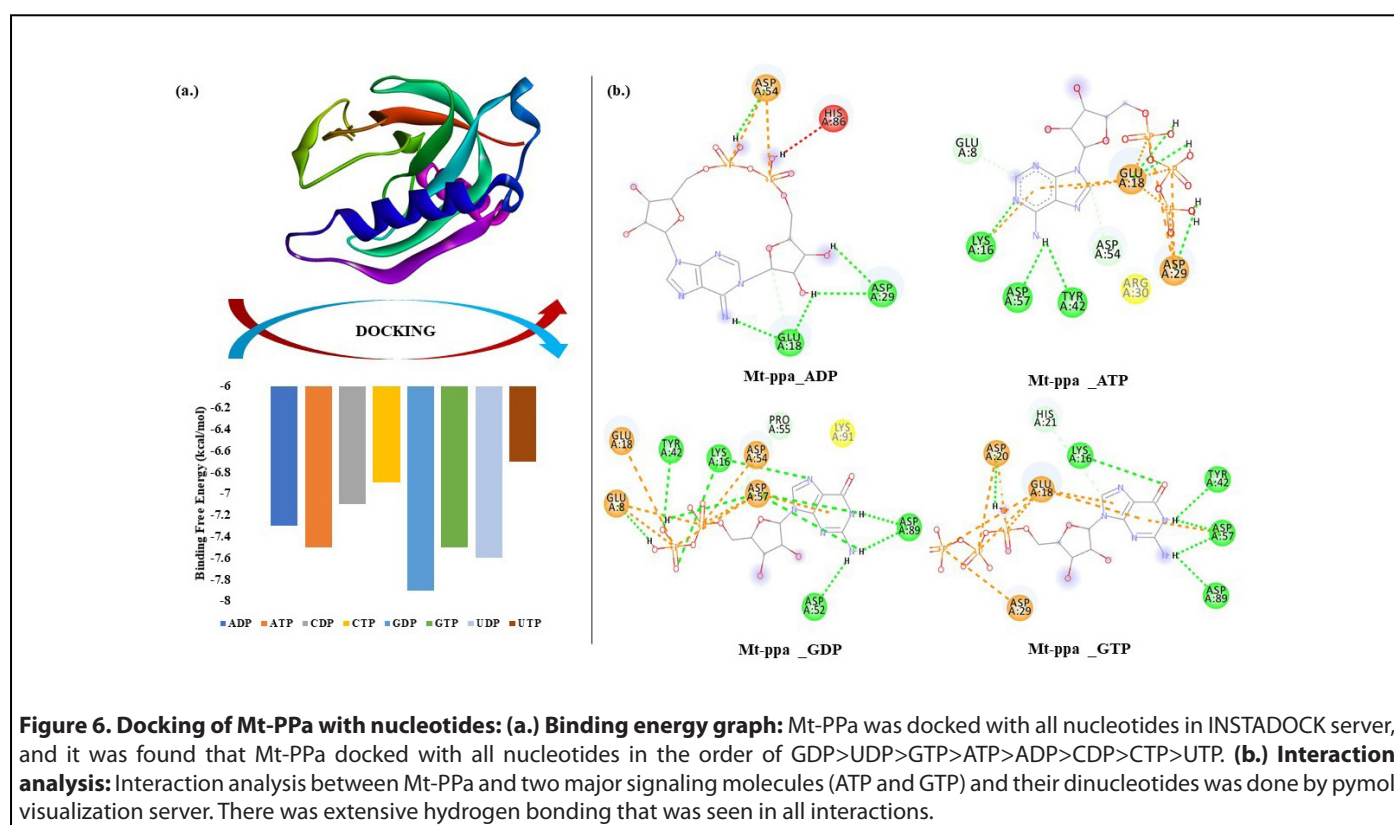 (a.)
DOCKING
Binding Free Energy (kcal/mol)
-6
-6.2
-6.4
-6.6
-6.8
-7
-7.2
-7.4
-7.6
-7.8
-8
ADP ATP CDP CTP GDP GTP UDP UTP
(b.)
ASP
A:54
HIS
A:86
H
H
H
H
H
O
O
O
O
O
O
O
O
P
P
N
N
N
N
N
ASP
A:29
GLU
A:18
Mt-ppa_ADP
GLU
A:8
GLU
A:18
LYS
A:16
ASP
A:54
ASP
A:57
TYR
A:42
ARG
A:30
ASP
A:29
Mt-ppa _ATP
GLU
A:18
TYR
A:42
LYS
A:16
PRO
A:55
LYS
A:91
ASP
A:54
GLU
A:8
ASP
A:57
ASP
A:89
ASP
A:52
Mt-ppa _GDP
HIS
A:21
ASP
A:20
LYS
A:16
GLU
A:18
TYR
A:42
ASP
A:57
ASP
A:29
ASP
A:89
Mt-ppa _GTP
Figure 6. Docking of Mt-PPa with nucleotides: (a.) Binding energy graph: Mt-PPa was docked with all nucleotides in INSTADOCK server,
and it was found that Mt-PPa docked with all nucleotides in the order of GDP>UDP>GTP>ATP>ADP>CDP>CTP>UTP. (b.) Interaction
analysis: Interaction analysis between Mt-PPa and two major signaling molecules (ATP and GTP) and their dinucleotides was done by pymol
visualization server. There was extensive hydrogen bonding that was seen in all interactions.